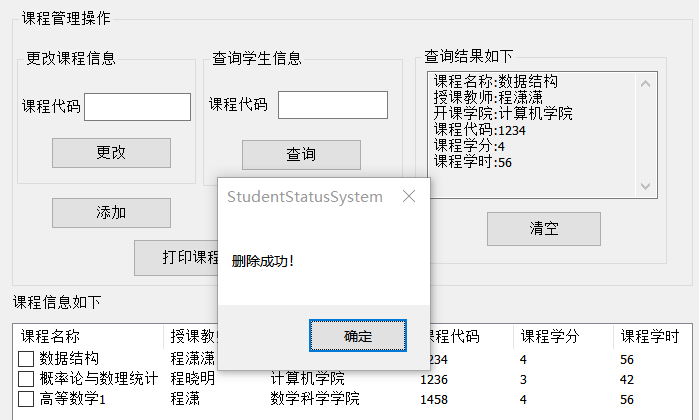 课程管理操作
更改课程信息
课程代码
更改
添加
查询学生信息
课程代码
查询
打印课程
查询结果如下
课程名称:数据结构
授课教师:程潇潇
开课学院:计算机学院
课程代码:1234
课程学分:4
课程学时:56
清空
StudentStatusSystem
删除成功!
确定
课程信息如下
课程名称 授课教 课程代码 课程学分 课程学时
数据结构 程潇潇 234 4 56
概率论与数理统计 程晓明 计算机学院 1236 3 42
高等数学1 程潇 数学科学学院 1458 4 56